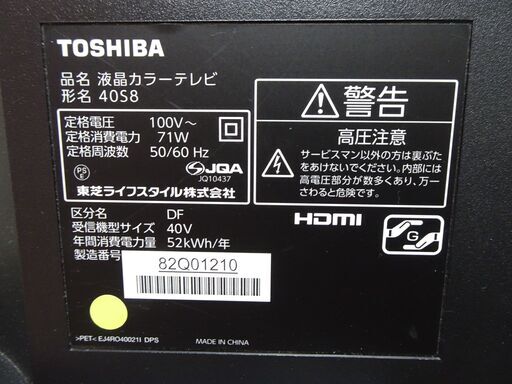 TOSHIBA
品名 液晶カラーテレビ
形名 40S8
定格電圧 100V～
定格消費電力 71W
定格周波数 50/60 Hz
PS
E
JQA
JQ10437
東芝ライフスタイル株式会社
区分名 DF
受信機型サイズ 40V
年間消費電力量 52kWh/年
製造番号
82Q01210
>PET< EJ4RO40021I DPS
MADE IN CHINA
警告
高圧注意
サービスマン以外の方は裏ぶた
をあけないでください。内部には
高電圧部分が数多くあり、万一
さわると危険です。
HDMI
G